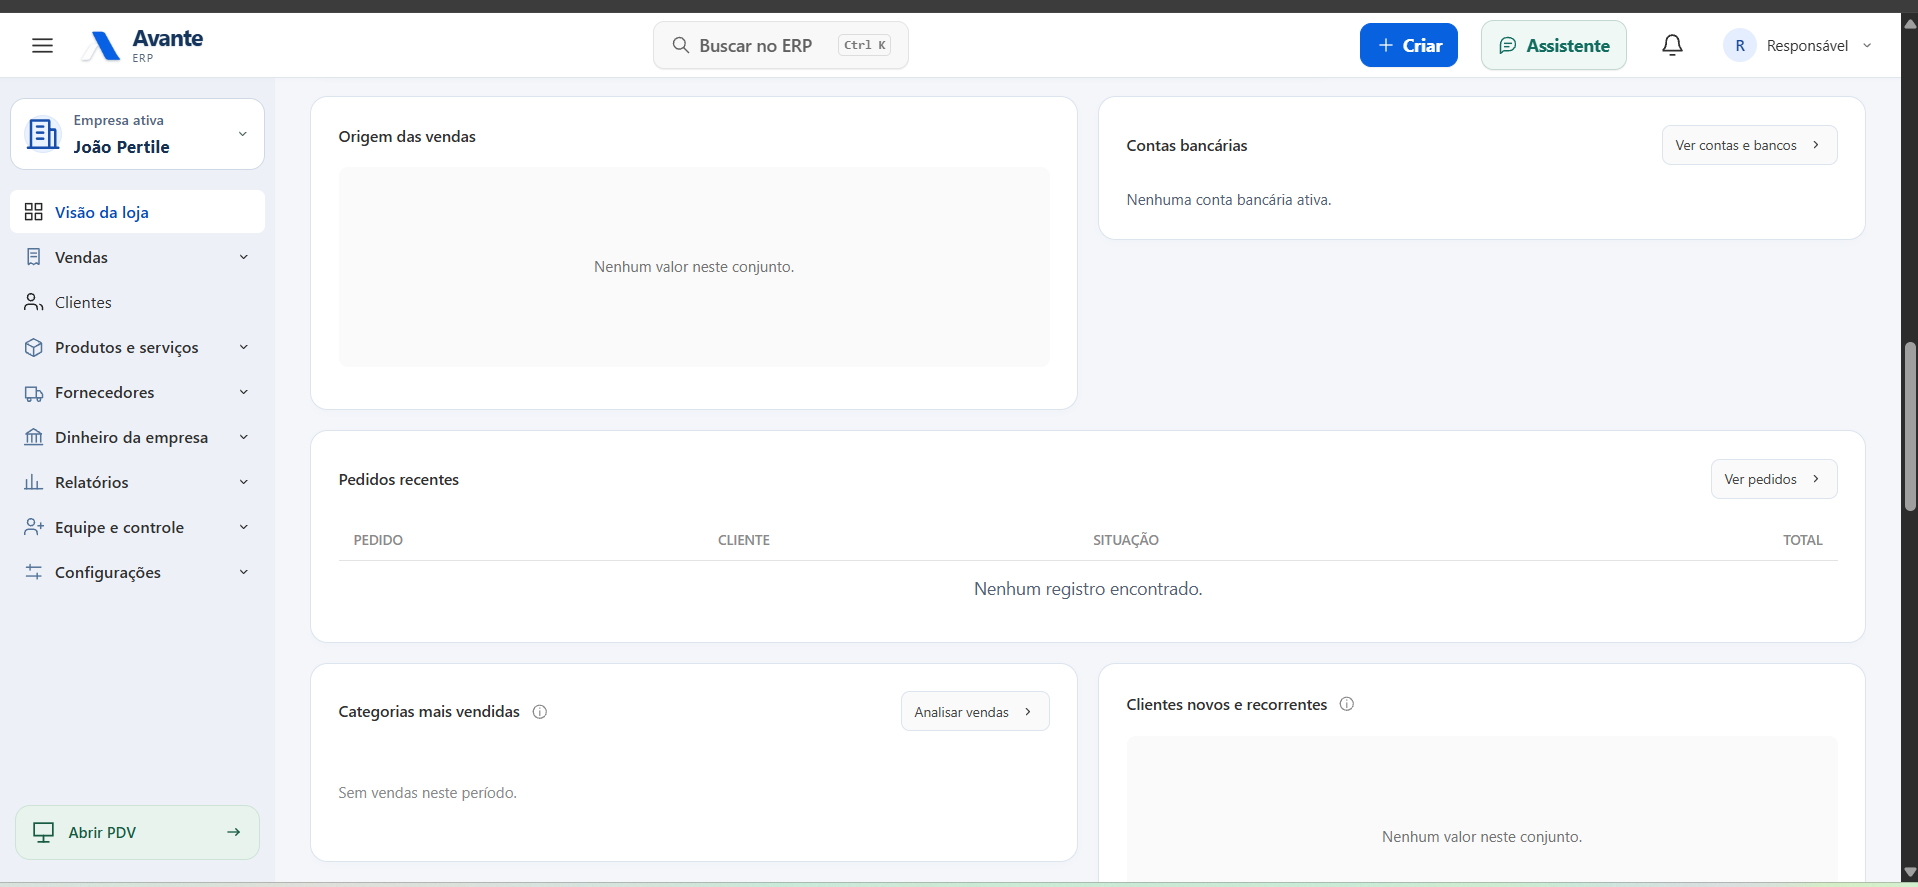 Avante
ERP
Buscar no ERP
Ctrl K
+ Criar
Assistente
R
Responsável
Empresa ativa
João Pertile
Visão da loja
Vendas
Clientes
Produtos e serviços
Fornecedores
Dinheiro da empresa
Relatórios
Equipe e controle
Configurações
Abrir PDV
Origem das vendas
Nenhum valor neste conjunto.
Contas bancárias
Ver contas e bancos
Nenhuma conta bancária ativa.
Pedidos recentes
Ver pedidos
PEDIDO CLIENTE SITUAÇÃO TOTAL
Nenhum registro encontrado.
Categorias mais vendidas
Analisar vendas
Sem vendas neste período.
Clientes novos e recorrentes
Nenhum valor neste conjunto.